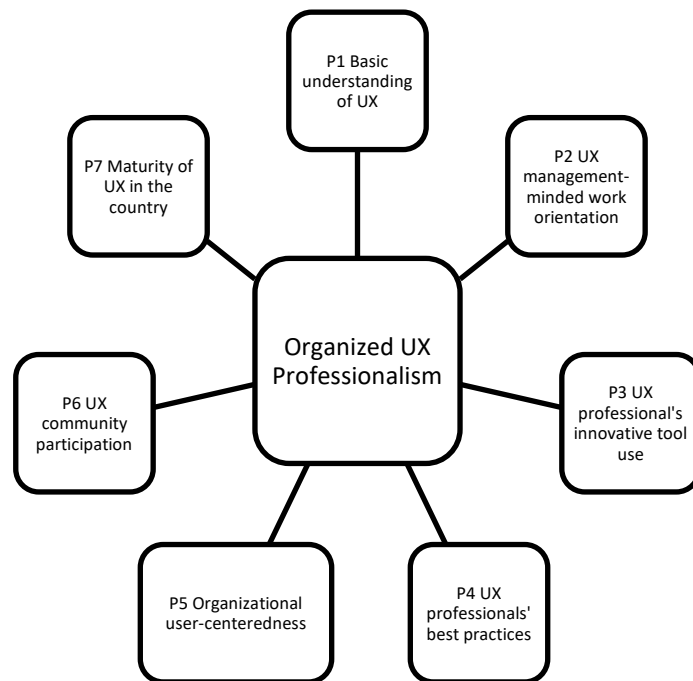 P1 Basic
understanding
of UX
P2 UX
management-
minded work
orientation
P3 UX
professional's
innovative tool
use
P4 UX
professionals'
best practices
P5 Organizational
user-centeredness
P6 UX
community
participation
P7 Maturity of
UX in the
country
Organized UX
Professionalism